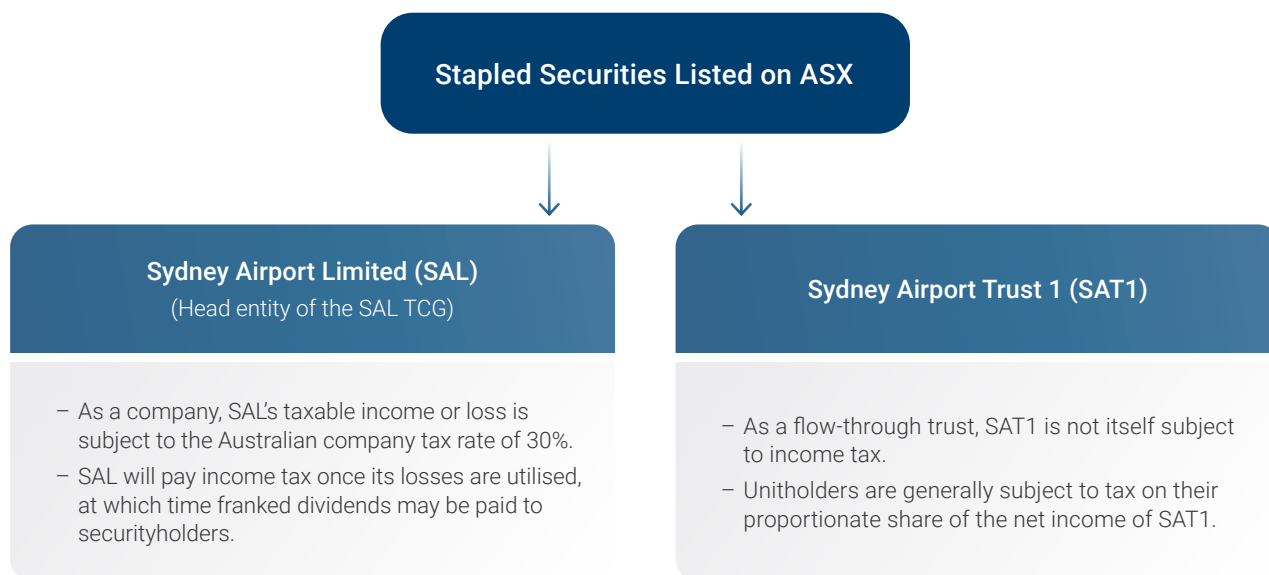 Stapled Securities Listed on ASX
Sydney Airport Limited (SAL)
(Head entity of the SAL TCG)
– As a company, SAL’s taxable income or loss is
subject to the Australian company tax rate of 30%.
– SAL will pay income tax once its losses are utilised,
at which time franked dividends may be paid to
securityholders.
Sydney Airport Trust 1 (SAT1)
– As a flow-through trust, SAT1 is not itself subject
to income tax.
– Unitholders are generally subject to tax on their
proportionate share of the net income of SAT1.